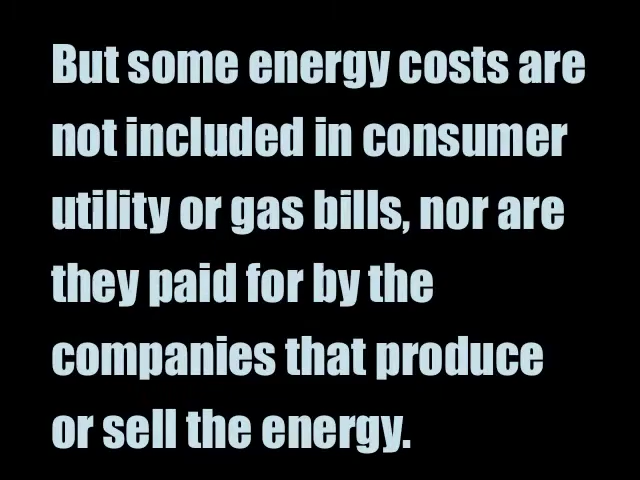 But some energy costs are
not included in consumer
utility or gas bills, nor are
they paid for by the
companies that produce
or sell the energy.